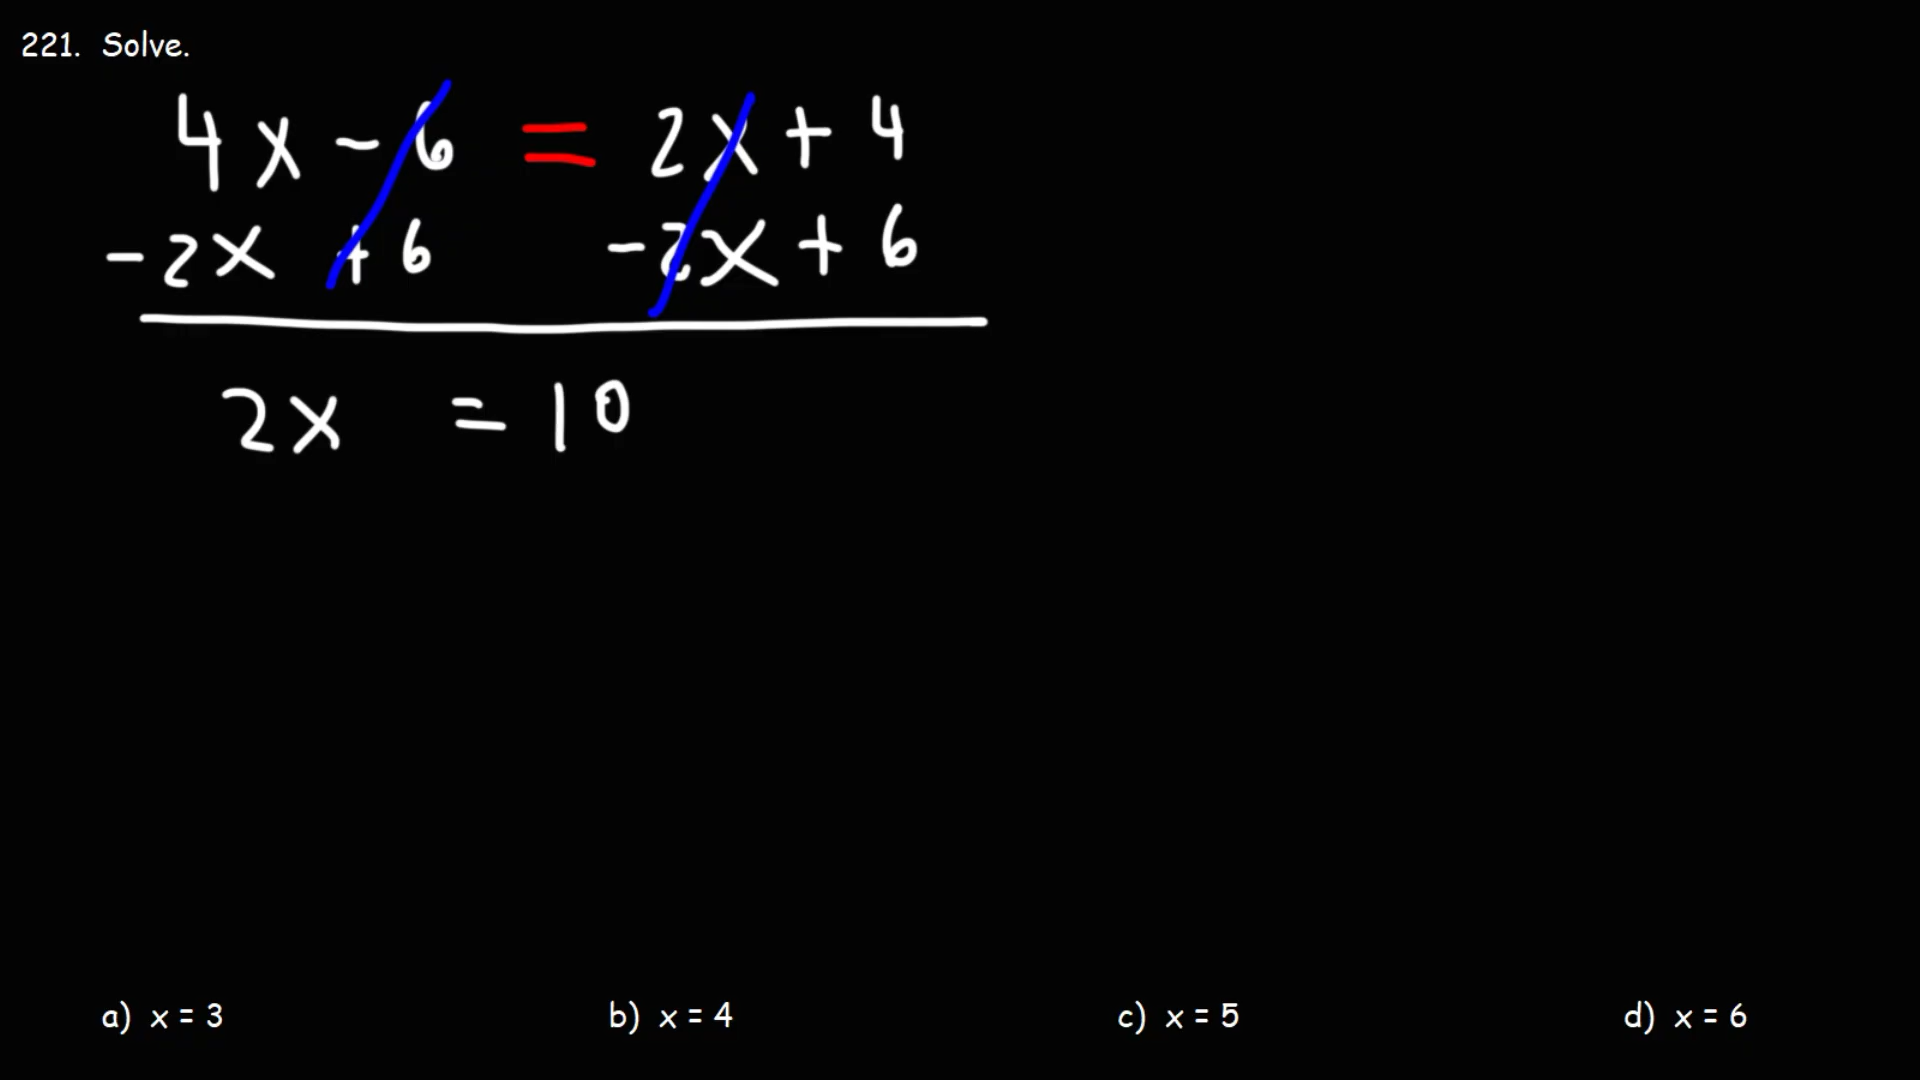 221. Solve.
4x - 6 = 2x + 4
-2x + 6 -2x + 6
2x = 10
a) x = 3 b) x = 4 c) x = 5 d) x = 6